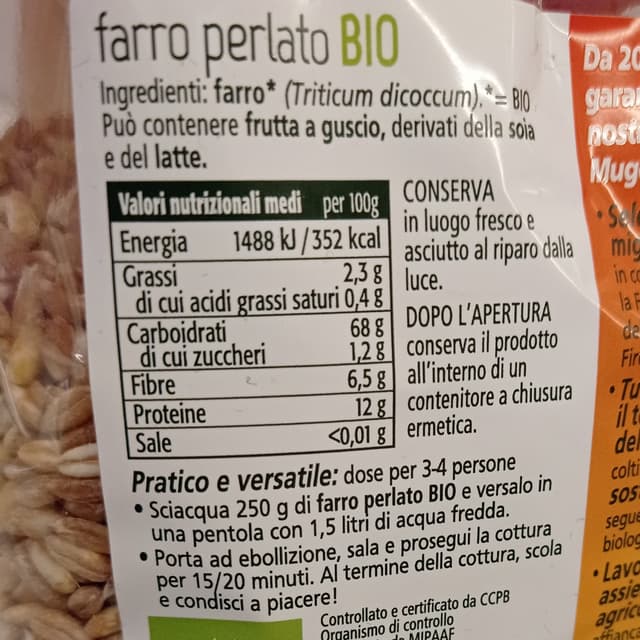 farro perlato BIO
Ingredienti: farro* (Triticum dicoccum).*= BIO
Può contenere frutta a guscio, derivati della soia
e del latte.
Valori nutrizionali medi per 100g
Energia 1488 kJ / 352 kcal
Grassi 2,3 g
di cui acidi grassi saturi 0,4 g
Carboidrati 68 g
di cui zuccheri 1,2 g
Fibre 6,5 g
Proteine 12 g
Sale <0,01 g
CONSERVA
in luogo fresco e
asciutto al riparo dalla
luce.
DOPO L'APERTURA
conserva il prodotto
all'interno di un
contenitore a chiusura
ermetica.
Pratico e versatile: dose per 3-4 persone
• Sciacqua 250 g di farro perlato BIO e versalo in
una pentola con 1,5 litri di acqua fredda.
• Porta ad ebollizione, sala e prosegui la cottura
per 15/20 minuti. Al termine della cottura, scola
e condisci a piacere!
Controllato e certificato da CCPB
Organismo di controllo
MIPAAF
Da 20
•
in
la
•
il